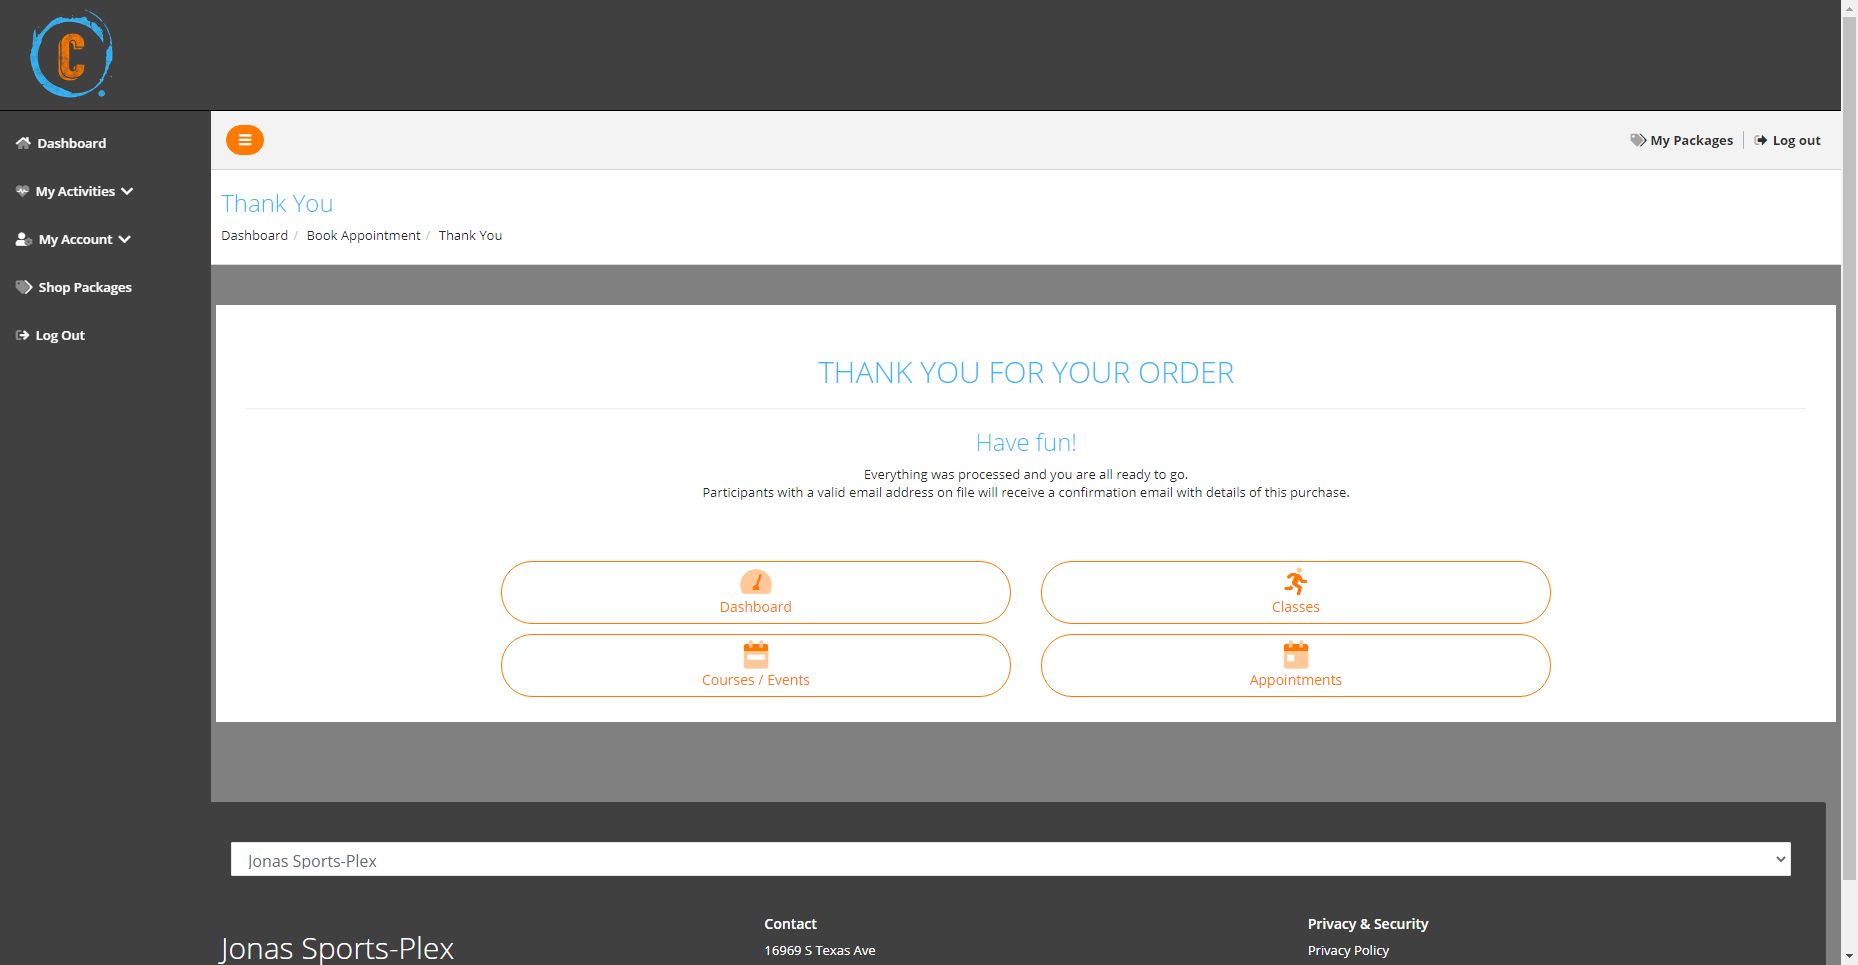 C
Dashboard
My Activities
My Account
Shop Packages
Log Out
My Packages
Log out
Thank You
Dashboard / Book Appointment / Thank You
THANK YOU FOR YOUR ORDER
Have fun!
Everything was processed and you are all ready to go.
Participants with a valid email address on file will receive a confirmation email with details of this purchase.
Dashboard
Classes
Courses / Events
Appointments
Jonas Sports-Plex
Jonas Sports-Plex
Contact
16969 S Texas Ave
Privacy & Security
Privacy Policy